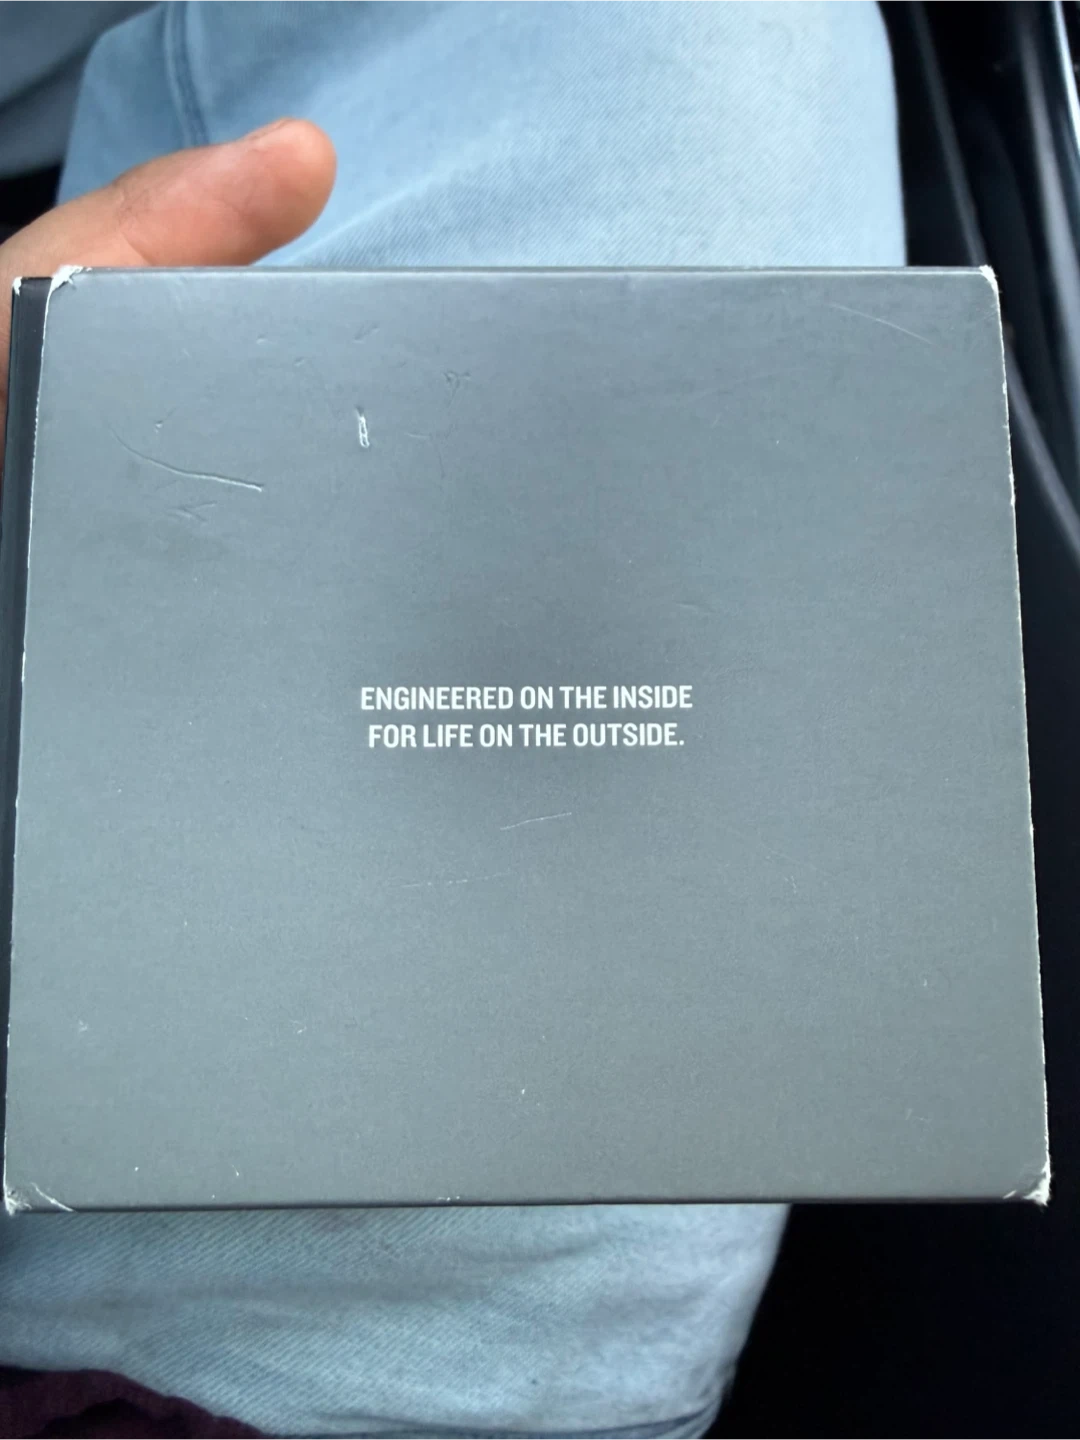 ENGINEERED ON THE INSIDE
FOR LIFE ON THE OUTSIDE.